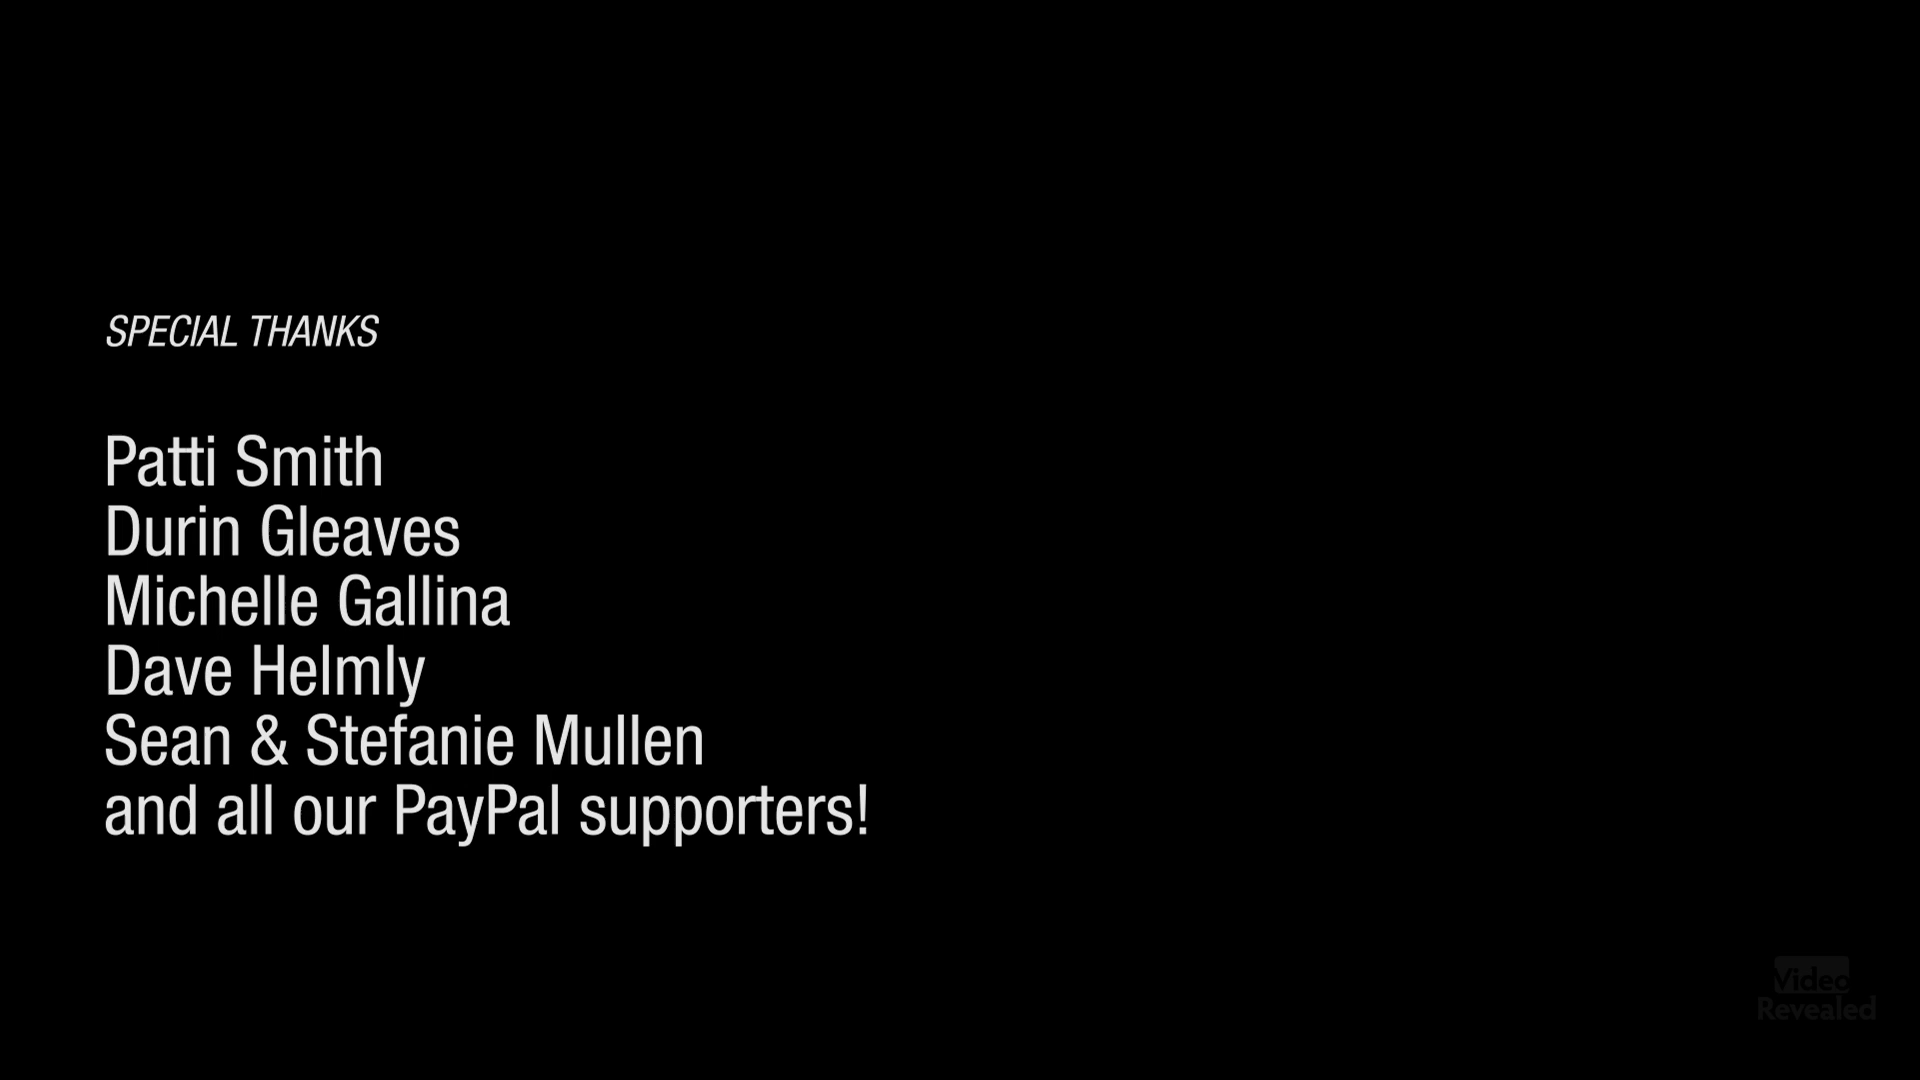 SPECIAL THANKS
Patti Smith
Durin Gleaves
Michelle Gallina
Dave Helmly
Sean & Stefanie Mullen
and all our PayPal supporters!
Video
Revealed